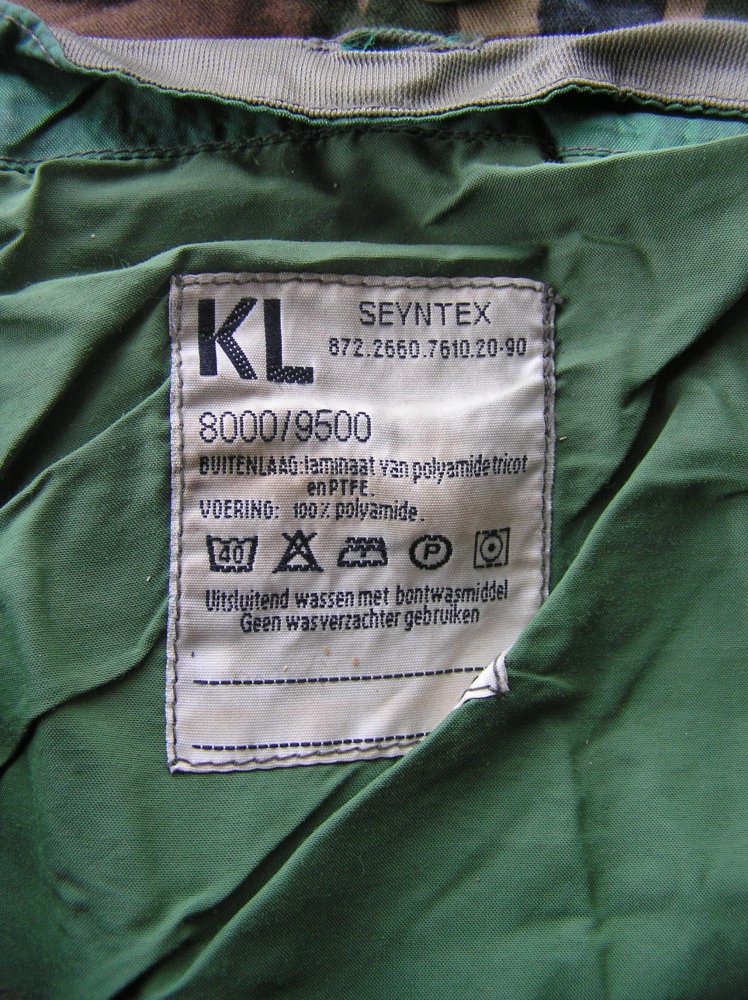 KL
SEYNTEX
872.2660.7610.20-90
8000/9500
BUITENLAAG: laminaat van polyamide tricot
en PTFE.
VOERING: 100% polyamide.
40 P
Uitsluitend wassen met bontwasmiddel
Geen wasverzachter gebruiken